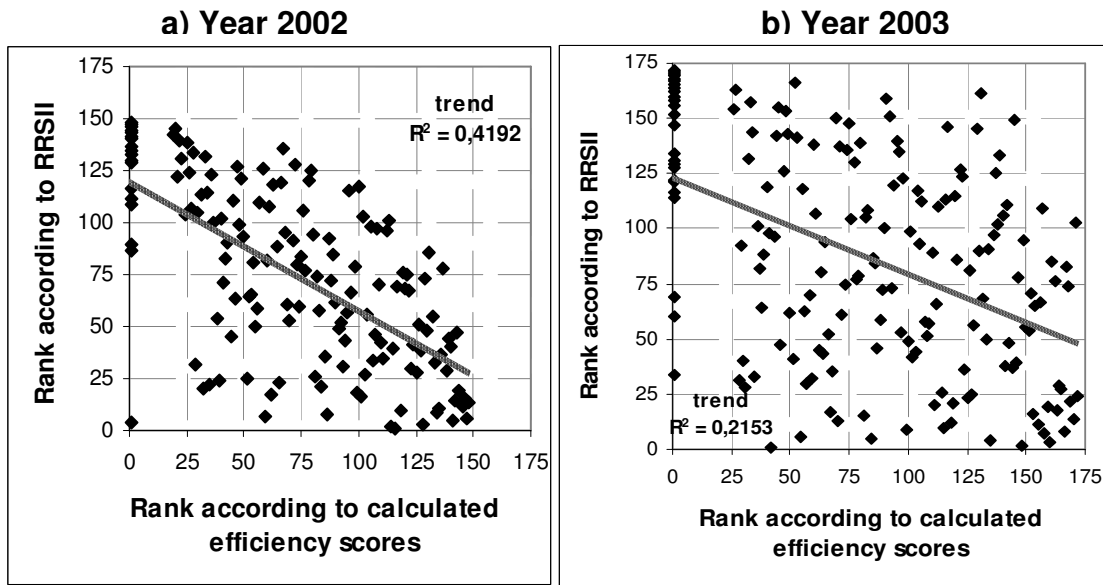 a) Year 2002
Rank according to RRSII
175
150
125
100
75
50
25
0
trend
R² = 0,4192
0 25 50 75 100 125 150 175
Rank according to calculated
efficiency scores
b) Year 2003
Rank according to RRSII
175
150
125
100
75
50
25
0
trend
R² = 0,2153
0 25 50 75 100 125 150 175
Rank according to calculated
efficiency scores